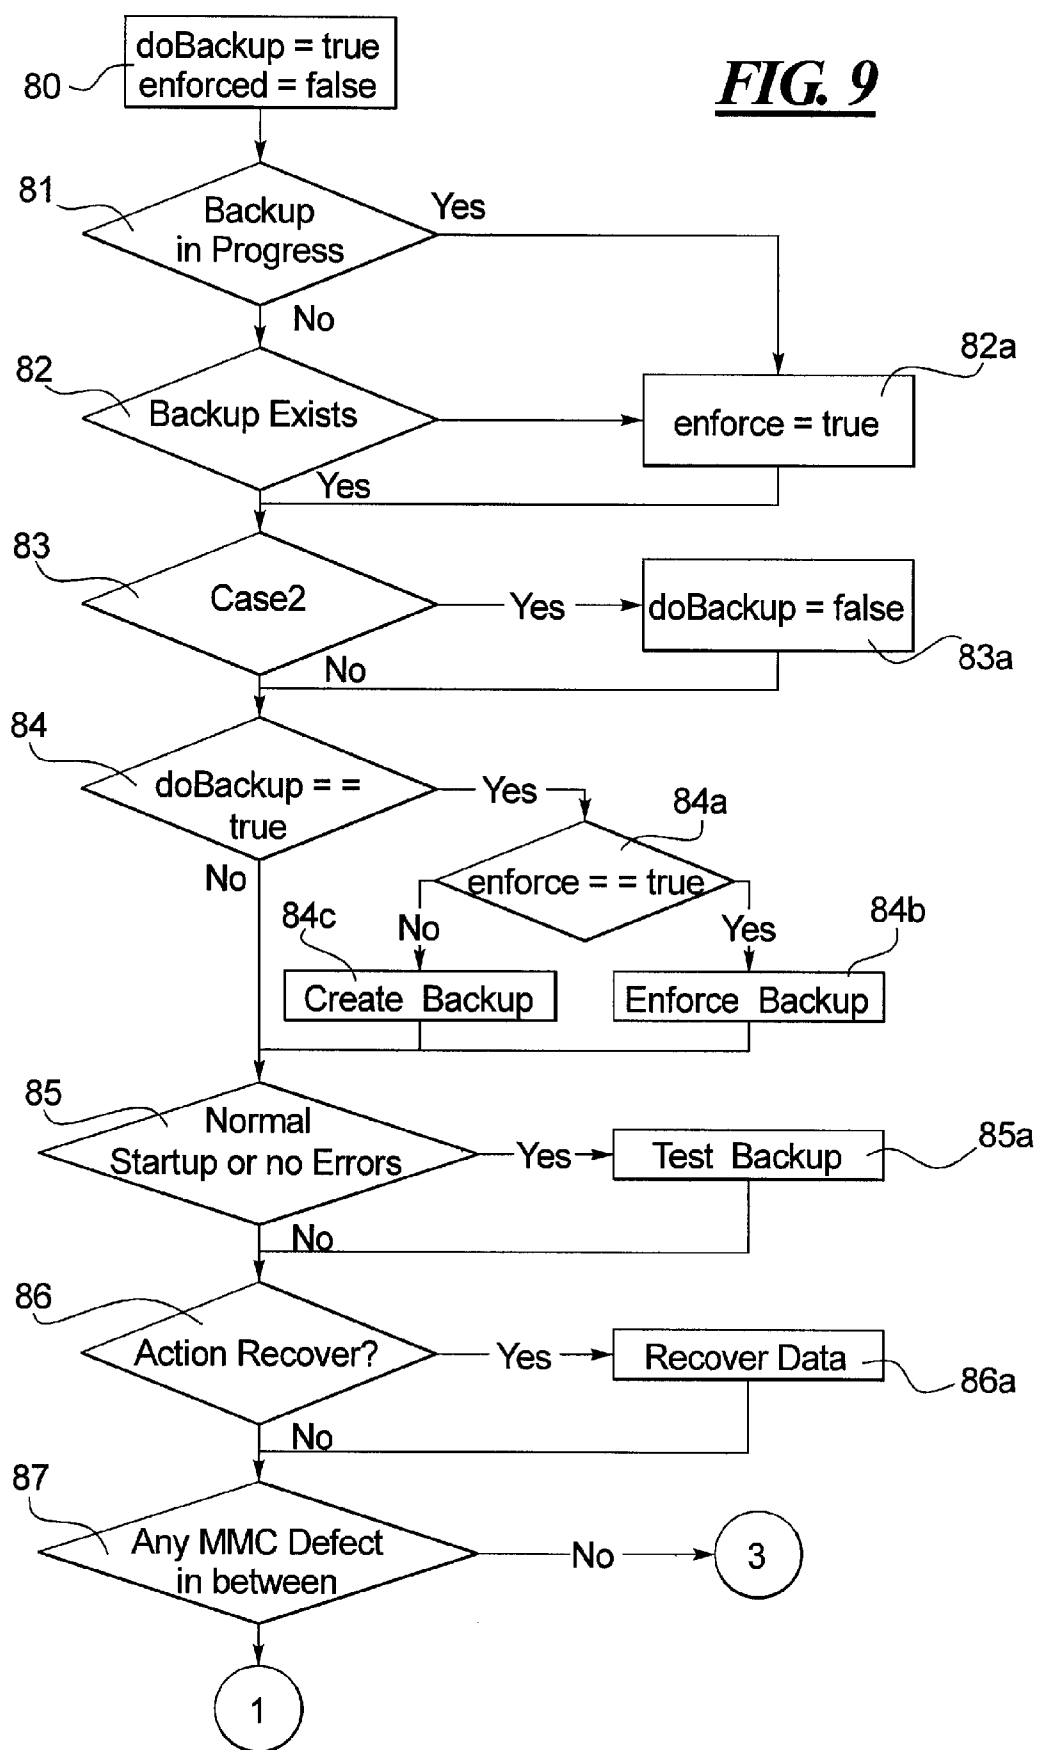 doBackup = true
enforced = false
80
FIG. 9
81
Backup
in Progress
Yes
No
82
Backup Exists
82a
enforce = true
Yes
83
Case2
Yes
doBackup = false
83a
No
84
doBackup = =
true
Yes
84a
enforce = = true
No
84c
No
Yes
84b
Create Backup
Enforce Backup
85
Normal
Startup or no Errors
Yes
Test Backup
85a
No
86
Action Recover?
Yes
Recover Data
86a
No
87
Any MMC Defect
in between
No
3
1